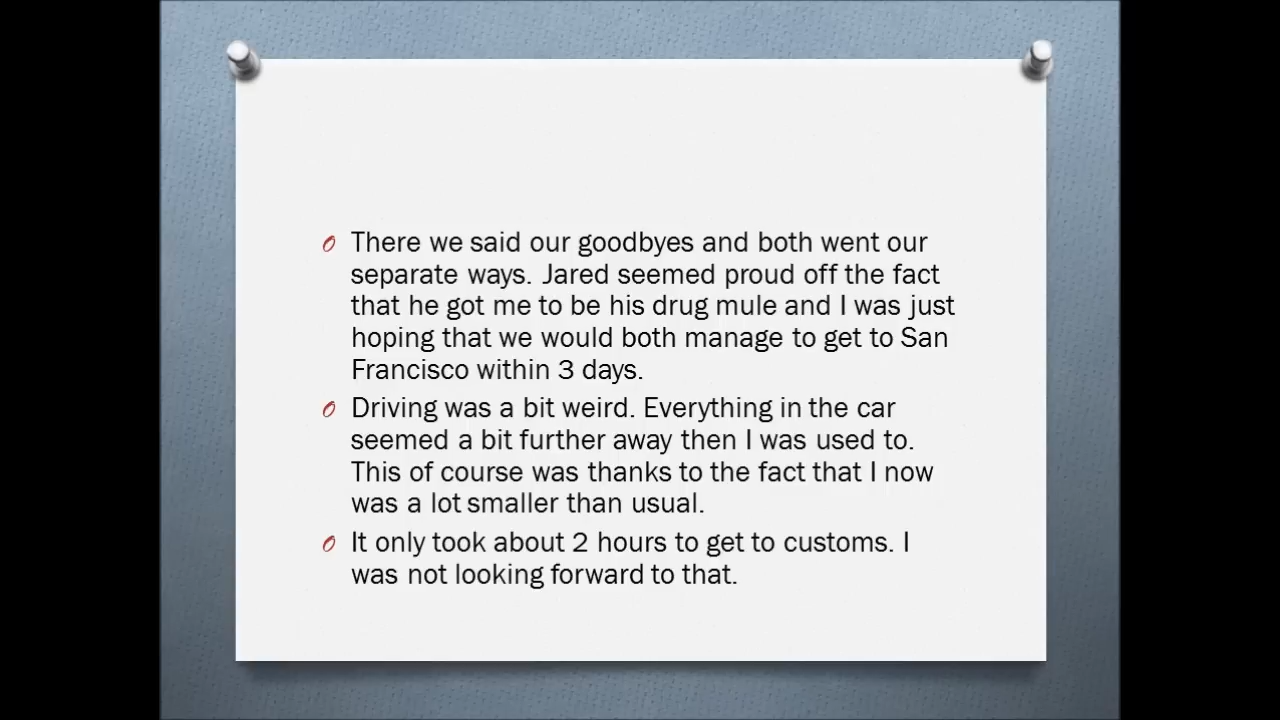 There we said our goodbyes and both went our
separate ways. Jared seemed proud off the fact
that he got me to be his drug mule and I was just
hoping that we would both manage to get to San
Francisco within 3 days.
Driving was a bit weird. Everything in the car
seemed a bit further away then I was used to.
This of course was thanks to the fact that I now
was a lot smaller than usual.
It only took about 2 hours to get to customs. I
was not looking forward to that.